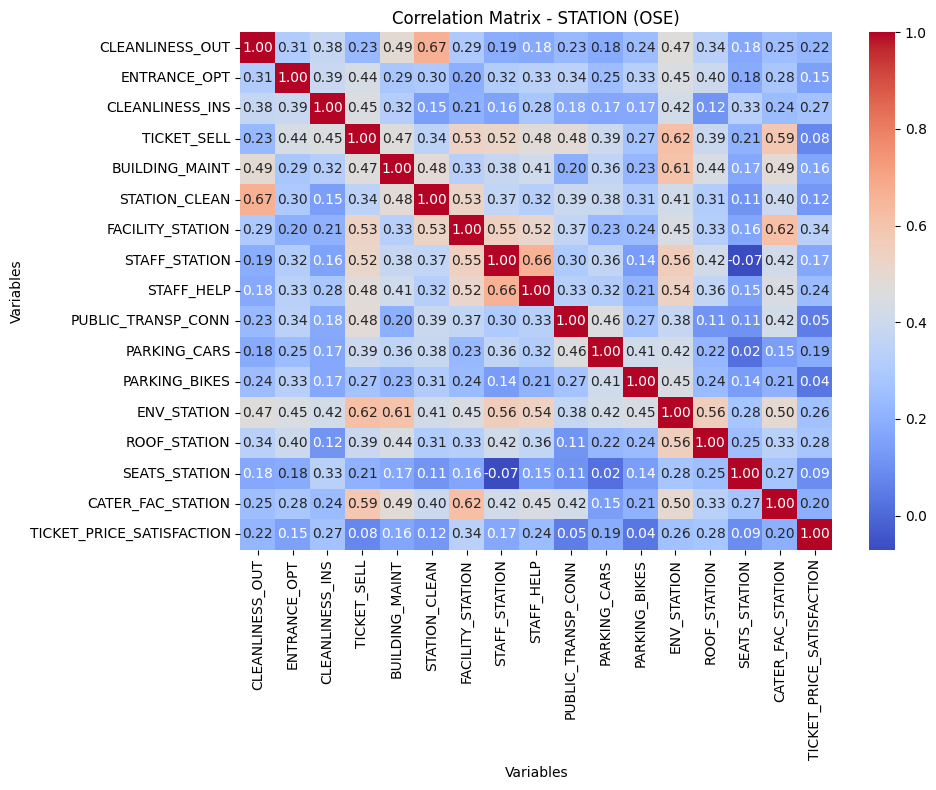 Correlation Matrix - STATION (OSE)
CLEANLINESS_OUT 1.00 0.31 0.38 0.23 0.49 0.67 0.29 0.19 0.18 0.23 0.18 0.24 0.47 0.34 0.18 0.25 0.22
ENTRANCE_OPT 0.31 1.00 0.39 0.44 0.29 0.30 0.20 0.32 0.33 0.34 0.25 0.33 0.45 0.40 0.18 0.28 0.15
CLEANLINESS_INS 0.38 0.39 1.00 0.45 0.32 0.15 0.21 0.16 0.28 0.18 0.17 0.17 0.42 0.12 0.33 0.24 0.27
TICKET_SELL 0.23 0.44 0.45 1.00 0.47 0.34 0.53 0.52 0.48 0.48 0.39 0.27 0.62 0.39 0.21 0.59 0.08
BUILDING_MAINT 0.49 0.29 0.32 0.47 1.00 0.48 0.33 0.38 0.41 0.20 0.36 0.23 0.61 0.44 0.17 0.49 0.16
STATION_CLEAN 0.67 0.30 0.15 0.34 0.48 1.00 0.53 0.37 0.32 0.39 0.38 0.31 0.41 0.31 0.11 0.40 0.12
FACILITY_STATION 0.29 0.20 0.21 0.53 0.33 0.53 1.00 0.55 0.52 0.37 0.23 0.24 0.45 0.33 0.16 0.62 0.34
STAFF_STATION 0.19 0.32 0.16 0.52 0.38 0.37 0.55 1.00 0.66 0.30 0.36 0.14 0.56 0.42 -0.07 0.42 0.17
STAFF_HELP 0.18 0.33 0.28 0.48 0.41 0.32 0.52 0.66 1.00 0.33 0.32 0.21 0.54 0.36 0.15 0.45 0.24
PUBLIC_TRANSP_CONN 0.23 0.34 0.18 0.48 0.20 0.39 0.37 0.30 0.33 1.00 0.46 0.27 0.38 0.11 0.11 0.42 0.05
PARKING_CARS 0.18 0.25 0.17 0.39 0.36 0.38 0.23 0.36 0.32 0.46 1.00 0.41 0.42 0.22 0.02 0.15 0.19
PARKING_BIKES 0.24 0.33 0.17 0.27 0.23 0.31 0.24 0.14 0.21 0.27 0.41 1.00 0.45 0.24 0.14 0.21 0.04
ENV_STATION 0.47 0.45 0.42 0.62 0.61 0.41 0.45 0.56 0.54 0.38 0.42 0.45 1.00 0.56 0.28 0.50 0.26
ROOF_STATION 0.34 0.40 0.12 0.39 0.44 0.31 0.33 0.42 0.36 0.11 0.22 0.24 0.56 1.00 0.25 0.33 0.28
SEATS_STATION 0.18 0.18 0.33 0.21 0.17 0.11 0.16 -0.07 0.15 0.11 0.02 0.14 0.28 0.25 1.00 0.27 0.09
CATER_FAC_STATION 0.25 0.28 0.24 0.59 0.49 0.40 0.62 0.42 0.45 0.42 0.15 0.21 0.50 0.33 0.27 1.00 0.20
TICKET_PRICE_SATISFACTION 0.22 0.15 0.27 0.08 0.16 0.12 0.34 0.17 0.24 0.05 0.19 0.04 0.26 0.28 0.09 0.20 1.00
Variables
CLEANLINESS_OUT
ENTRANCE_OPT
CLEANLINESS_INS
TICKET_SELL
BUILDING_MAINT
STATION_CLEAN
FACILITY_STATION
STAFF_STATION
STAFF_HELP
PUBLIC_TRANSP_CONN
PARKING_CARS
PARKING_BIKES
ENV_STATION
ROOF_STATION
SEATS_STATION
CATER_FAC_STATION
TICKET_PRICE_SATISFACTION
Variables
1.0
0.8
0.6
0.4
0.2
0.0